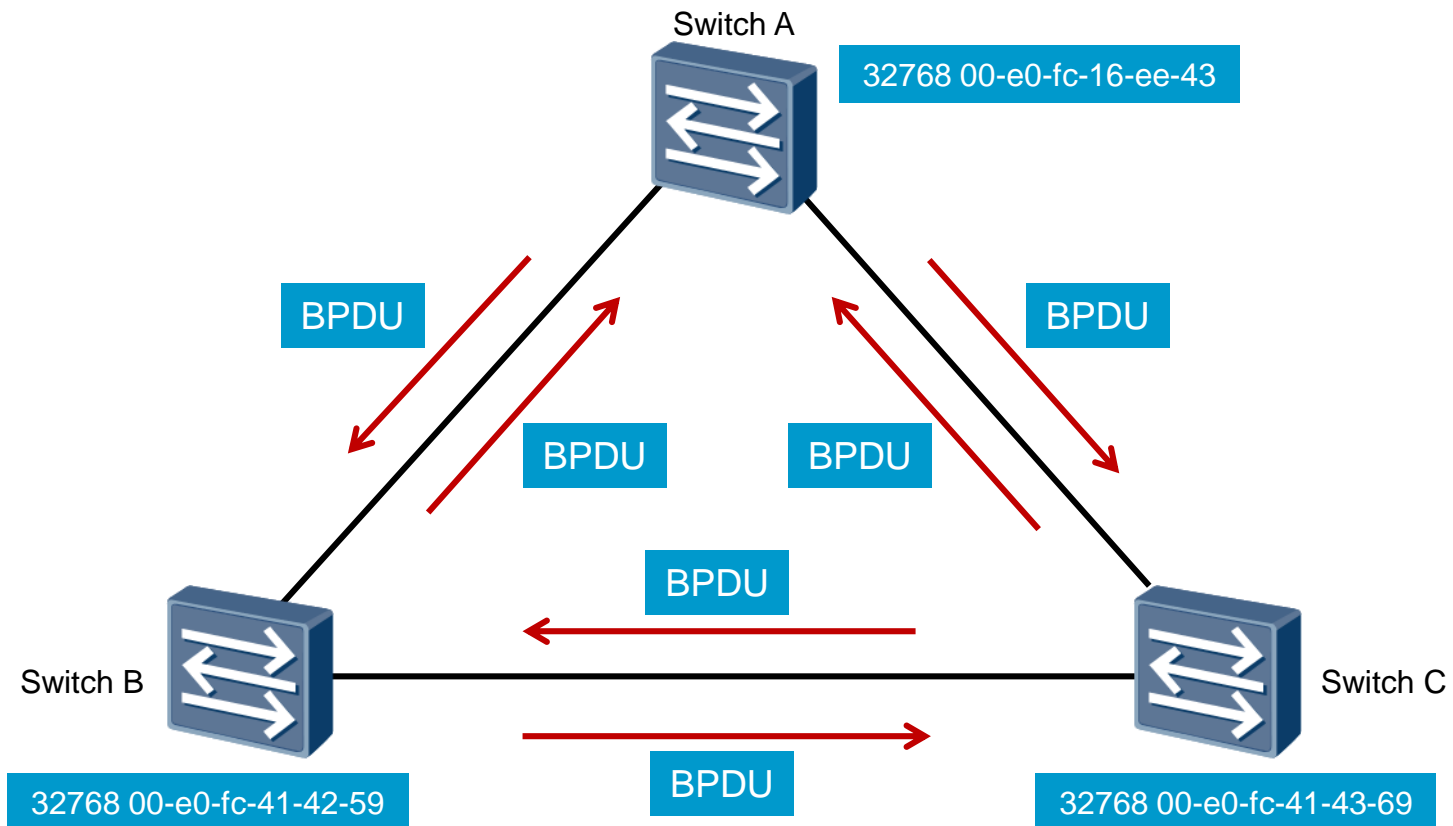 Switch A
32768 00-e0-fc-16-ee-43
BPDU
BPDU
BPDU
BPDU
BPDU
Switch B
Switch C
BPDU
32768 00-e0-fc-41-42-59
32768 00-e0-fc-41-43-69